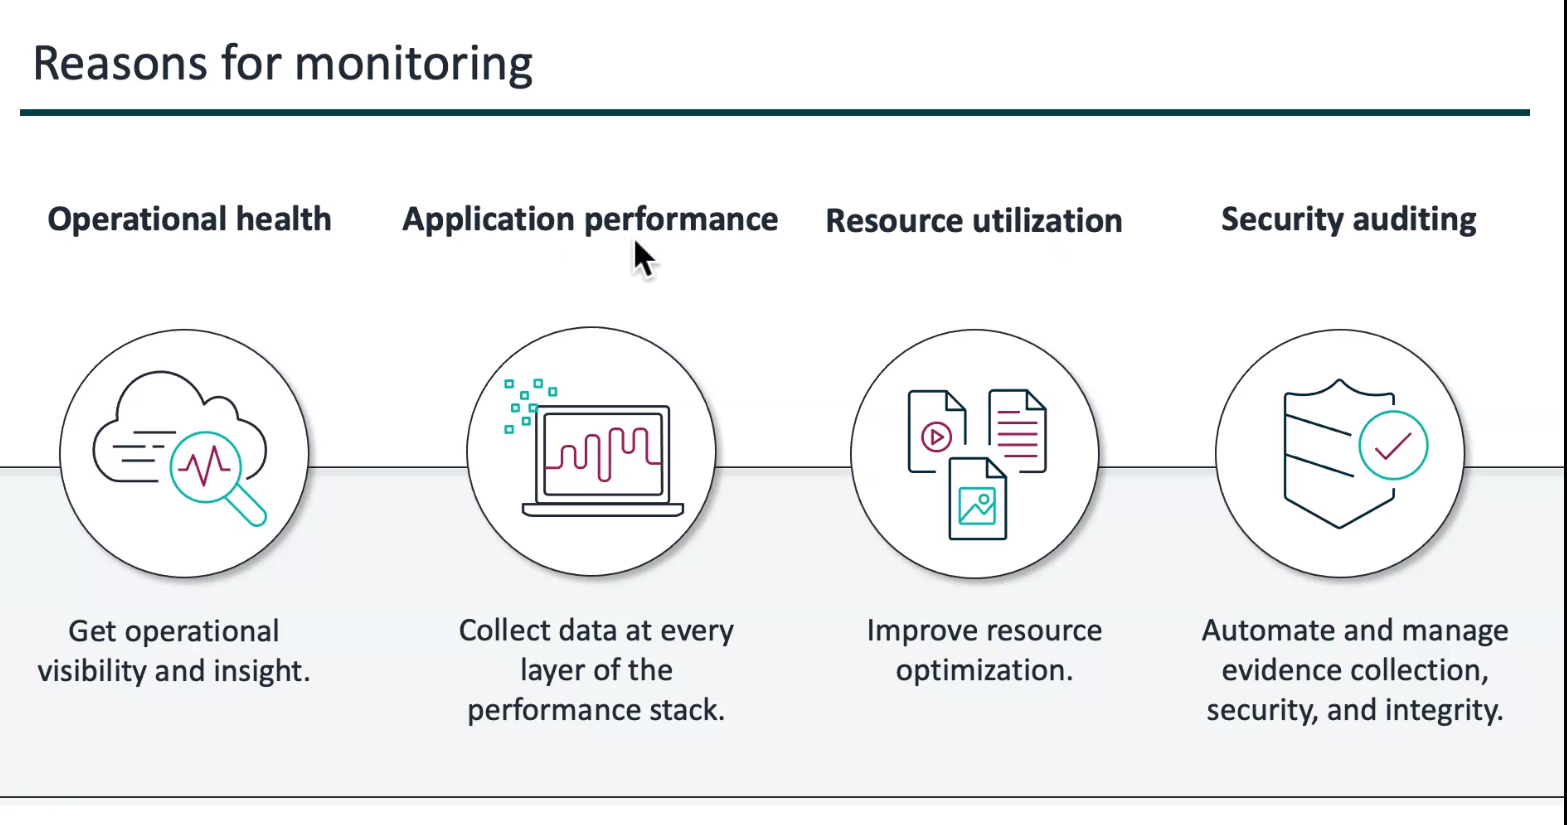 Reasons for monitoring
Operational health
Get operational
visibility and insight.
Application performance
Collect data at every
layer of the
performance stack.
Resource utilization
Improve resource
optimization.
Security auditing
Automate and manage
evidence collection,
security, and integrity.